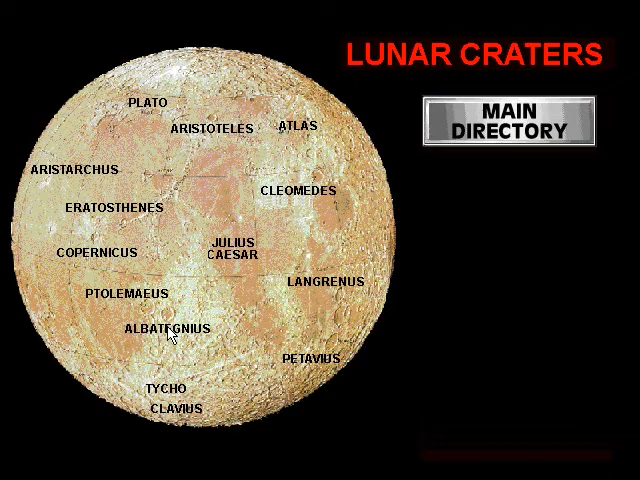 LUNAR CRATERS
MAIN
DIRECTORY
PLATO
ARISTOTELES
ATLAS
ARISTARCHUS
CLEOMEDES
ERATOSTHENES
JULIUS
CAESAR
COPERNICUS
LANGRENUS
PTOLEMAEUS
ALBATEGNIUS
PETAVIUS
TYCHO
CLAVIUS